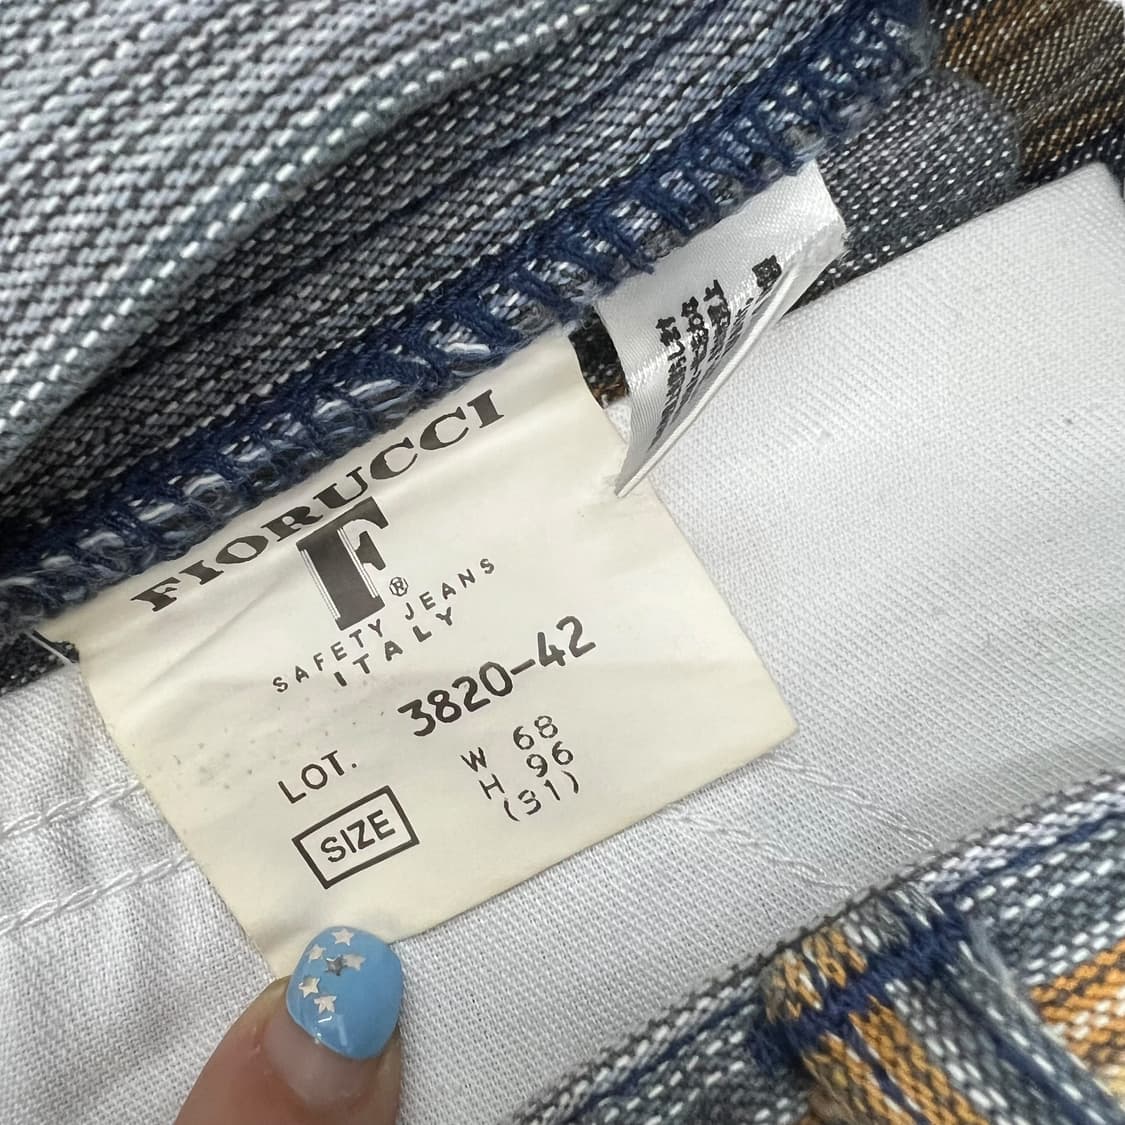 FIORUCCI
F®
SAFETY JEANS
ITALY
LOT. 3820-42
SIZE W 68
H 96
(31)